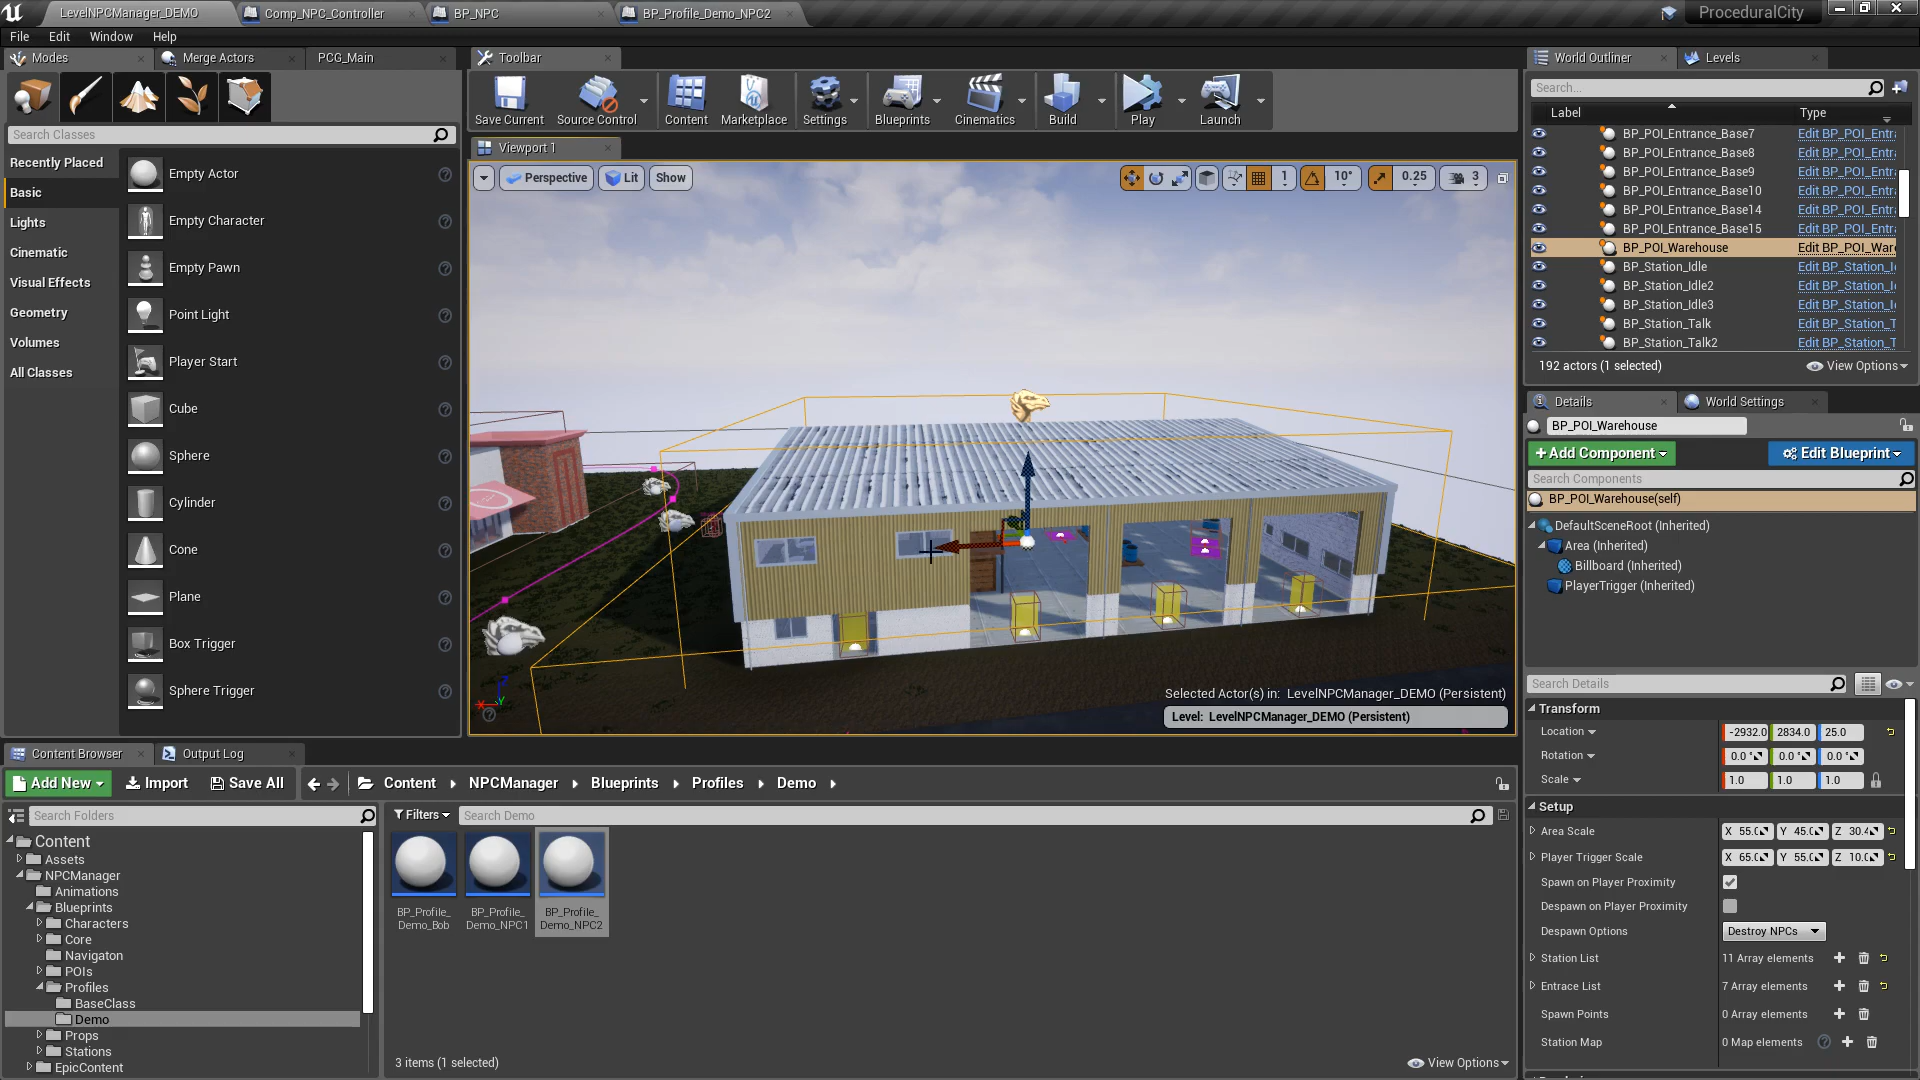 LevelNPCManager_DEMO
Comp_NPC_Controller
BP_NPC
BP_Profile_Demo_NPC2
ProceduralCity
File
Edit
Window
Help
Modes
Merge Actors
PCG_Main
Toolbar
World Outliner
Levels
Save Current
Source Control
Content
Marketplace
Settings
Blueprints
Cinematics
Build
Play
Launch
Search...
Label
Type
Search Classes
Recently Placed
Basic
Lights
Cinematic
Visual Effects
Geometry
Volumes
All Classes
Empty Actor
Empty Character
Empty Pawn
Point Light
Player Start
Cube
Sphere
Cylinder
Cone
Plane
Box Trigger
Sphere Trigger
Viewport 1
Perspective
Lit
Show
1
10°
0.25
3
Selected Actor(s) in: LevelNPCManager_DEMO (Persistent)
Level: LevelNPCManager_DEMO (Persistent)
BP_POI_Entrance_Base7 Edit BP_POI_Entr
BP_POI_Entrance_Base8 Edit BP_POI_Entr
BP_POI_Entrance_Base9 Edit BP_POI_Entr
BP_POI_Entrance_Base10 Edit BP_POI_Entr
BP_POI_Entrance_Base14 Edit BP_POI_Entr
BP_POI_Entrance_Base15 Edit BP_POI_Entr
BP_POI_Warehouse Edit BP_POI_War
BP_Station_Idle Edit BP_Station_I
BP_Station_Idle2 Edit BP_Station_I
BP_Station_Idle3 Edit BP_Station_I
BP_Station_Talk Edit BP_Station_T
BP_Station_Talk2 Edit BP_Station_T
192 actors (1 selected)
View Options
Details
World Settings
BP_POI_Warehouse
+Add Component
Edit Blueprint
Search Components
BP_POI_Warehouse(self)
DefaultSceneRoot (Inherited)
Area (Inherited)
Billboard (Inherited)
PlayerTrigger (Inherited)
Search Details
Transform
Location -2932.0 2834.0 25.0
Rotation 0.0 ° 0.0 ° 0.0 °
Scale 1.0 1.0 1.0
Setup
Area Scale X 55.0 Y 45.0 Z 30.4
Player Trigger Scale X 65.0 Y 55.0 Z 10.0
Spawn on Player Proximity
Despawn on Player Proximity
Despawn Options Destroy NPCs
Station List 11 Array elements
Entrace List 7 Array elements
Spawn Points 0 Array elements
Station Map 0 Map elements
Content Browser
Output Log
Add New
Import
Save All
Content
NPCManager
Blueprints
Profiles
Demo
Search Folders
Filters
Search Demo
Content
Assets
NPCManager
Animations
Blueprints
Characters
Core
Navigaton
POIs
Profiles
BaseClass
Demo
Props
Stations
EpicContent
BP_Profile_
Demo_Bob
BP_Profile_
Demo_NPC1
BP_Profile_
Demo_NPC2
3 items (1 selected)
View Options